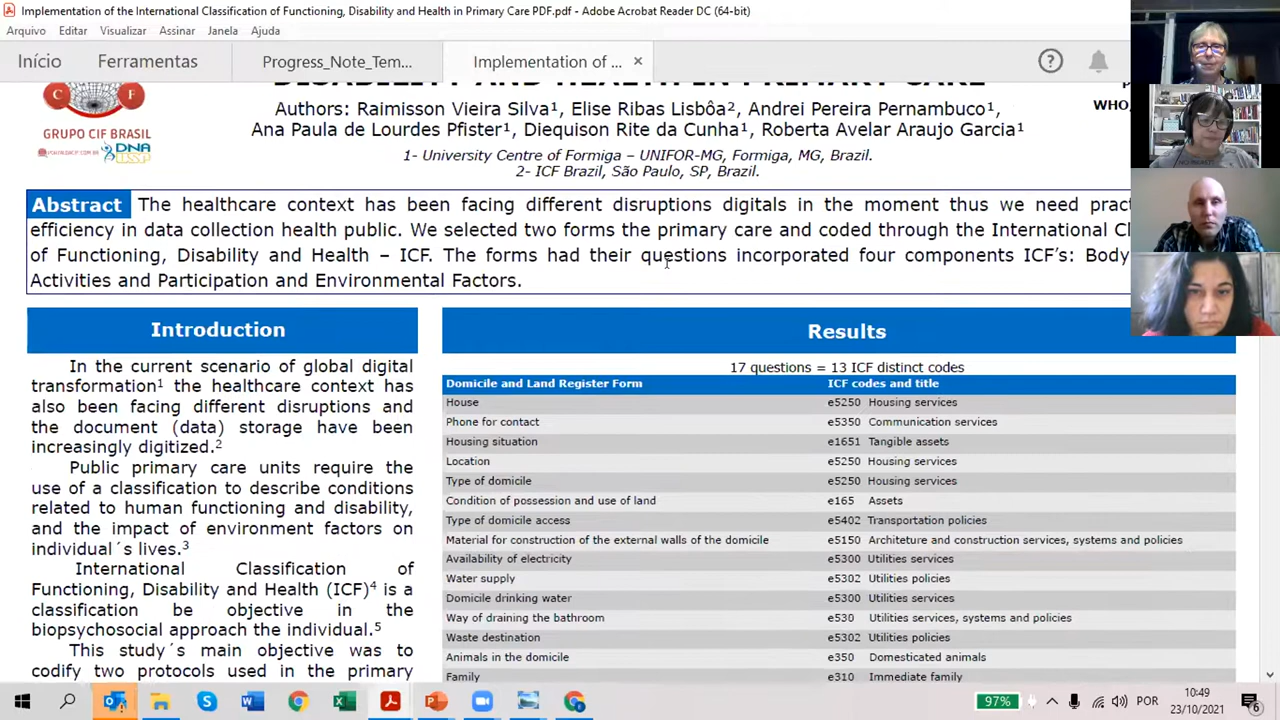 Implementation of the International Classification of Functioning, Disability and Health in Primary Care PDF.pdf - Adobe Acrobat Reader DC (64-bit)
Arquivo Editar Visualizar Assinar Janela Ajuda
Início Ferramentas Progress_Note_Tem... Implementation of ... ×
DISABILITY AND HEALTH IN PRIMARY CARE
C F
GRUPO CIF BRASIL
DNA
USP
Authors: Raimisson Vieira Silva¹, Elise Ribas Lisbôa², Andrei Pereira Pernambuco¹,
Ana Paula de Lourdes Pfister¹, Diequison Rite da Cunha¹, Roberta Avelar Araujo Garcia¹
WHO,
1- University Centre of Formiga – UNIFOR-MG, Formiga, MG, Brazil.
2- ICF Brazil, São Paulo, SP, Brazil.
Abstract The healthcare context has been facing different disruptions digitals in the moment thus we need pract
efficiency in data collection health public. We selected two forms the primary care and coded through the International Cl
of Functioning, Disability and Health – ICF. The forms had their questions incorporated four components ICF's: Body
Activities and Participation and Environmental Factors.
Introduction
In the current scenario of global digital
transformation¹ the healthcare context has
also been facing different disruptions and
the document (data) storage have been
increasingly digitized.²
Public primary care units require the
use of a classification to describe conditions
related to human functioning and disability,
and the impact of environment factors on
individual´s lives.³
International Classification of
Functioning, Disability and Health (ICF)⁴ is a
classification be objective in the
biopsychosocial approach the individual.⁵
This study´s main objective was to
codify two protocols used in the primary
Results
17 questions = 13 ICF distinct codes
Domicile and Land Register Form ICF codes and title
House e5250 Housing services
Phone for contact e5350 Communication services
Housing situation e1651 Tangible assets
Location e5250 Housing services
Type of domicile e5250 Housing services
Condition of possession and use of land e165 Assets
Type of domicile access e5402 Transportation policies
Material for construction of the external walls of the domicile e5150 Architeture and construction services, systems and policies
Availability of electricity e5300 Utilities services
Water supply e5302 Utilities policies
Domicile drinking water e5300 Utilities services
Way of draining the bathroom e530 Utilities services, systems and policies
Waste destination e5302 Utilities policies
Animals in the domicile e350 Domesticated animals
Family e310 Immediate family
97% POR 10:49
23/10/2021 6